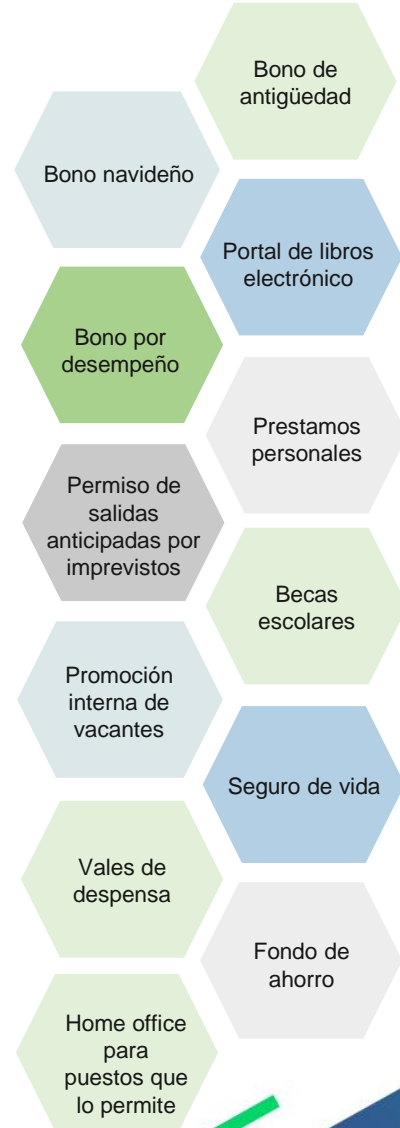 Bono de
antigüedad
Bono navideño
Portal de libros
electrónico
Bono por
desempeño
Prestamos
personales
Permiso de
salidas
anticipadas por
imprevistos
Becas
escolares
Promoción
interna de
vacantes
Seguro de vida
Vales de
despensa
Fondo de
ahorro
Home office
para
puestos que
lo permite